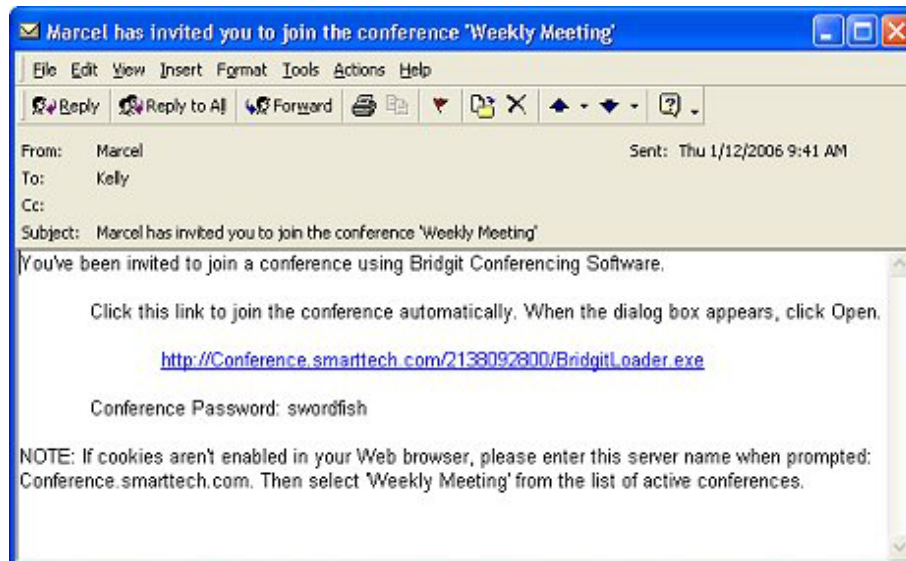 Marcel has invited you to join the conference 'Weekly Meeting'
File Edit View Insert Format Tools Actions Help
Reply Reply to All Forward
From: Marcel Sent: Thu 1/12/2006 9:41 AM
To: Kelly
Cc:
Subject: Marcel has invited you to join the conference 'Weekly Meeting'
You've been invited to join a conference using Bridgit Conferencing Software.
Click this link to join the conference automatically. When the dialog box appears, click Open.
http://Conference.smarttech.com/2138092800/BridgitLoader.exe
Conference Password: swordfish
NOTE: If cookies aren't enabled in your Web browser, please enter this server name when prompted:
Conference.smarttech.com. Then select 'Weekly Meeting' from the list of active conferences.